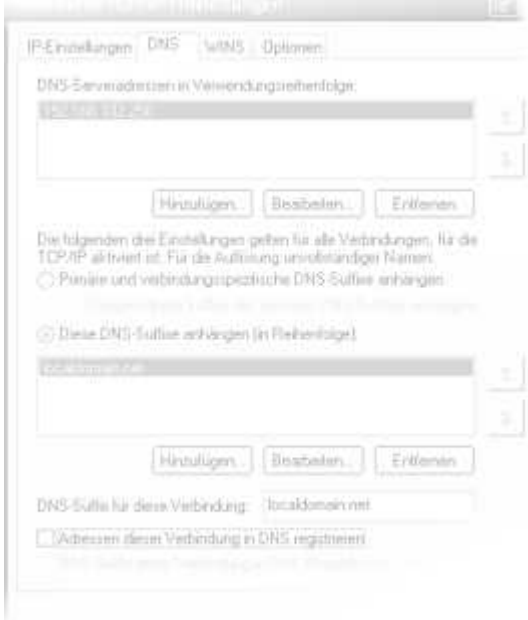 IP-Einstellungen DNS WINS Optionen
DNS-Serveradressen in Verwendungsreihenfolge:
Hinzufügen... Bearbeiten... Entfernen
Die folgenden drei Einstellungen gelten für alle Verbindungen, für die
TCP/IP aktiviert ist. Für die Auflösung unvollständiger Namen:
Primäre und verbindungsspezifische DNS-Suffixe anhängen
Diese DNS-Suffixe anhängen (in Reihenfolge)
localdomain.net
Hinzufügen... Bearbeiten... Entfernen
DNS-Suffix für diese Verbindung: localdomain.net
Adressen dieser Verbindung in DNS registrieren